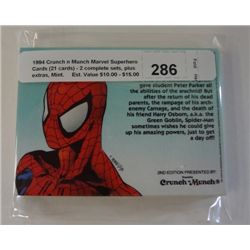 1994 Crunch n Munch Marvel Superhero
Cards (21 cards) - 2 complete sets, plus
extras, Mint. Est. Value $10.00 - $15.00
286
gave student Peter Parker all
the abilities of the arachnid! But
after the return of his dead
parents, the rampage of his arch-
enemy Carnage, and the death of
his friend Harry Osborn, a.k.a. the
Green Goblin, Spider-man
sometimes wishes he could give
up his amazing powers, just to get
a day off!
2ND EDITION PRESENTED BY:
Crunch 'n Munch